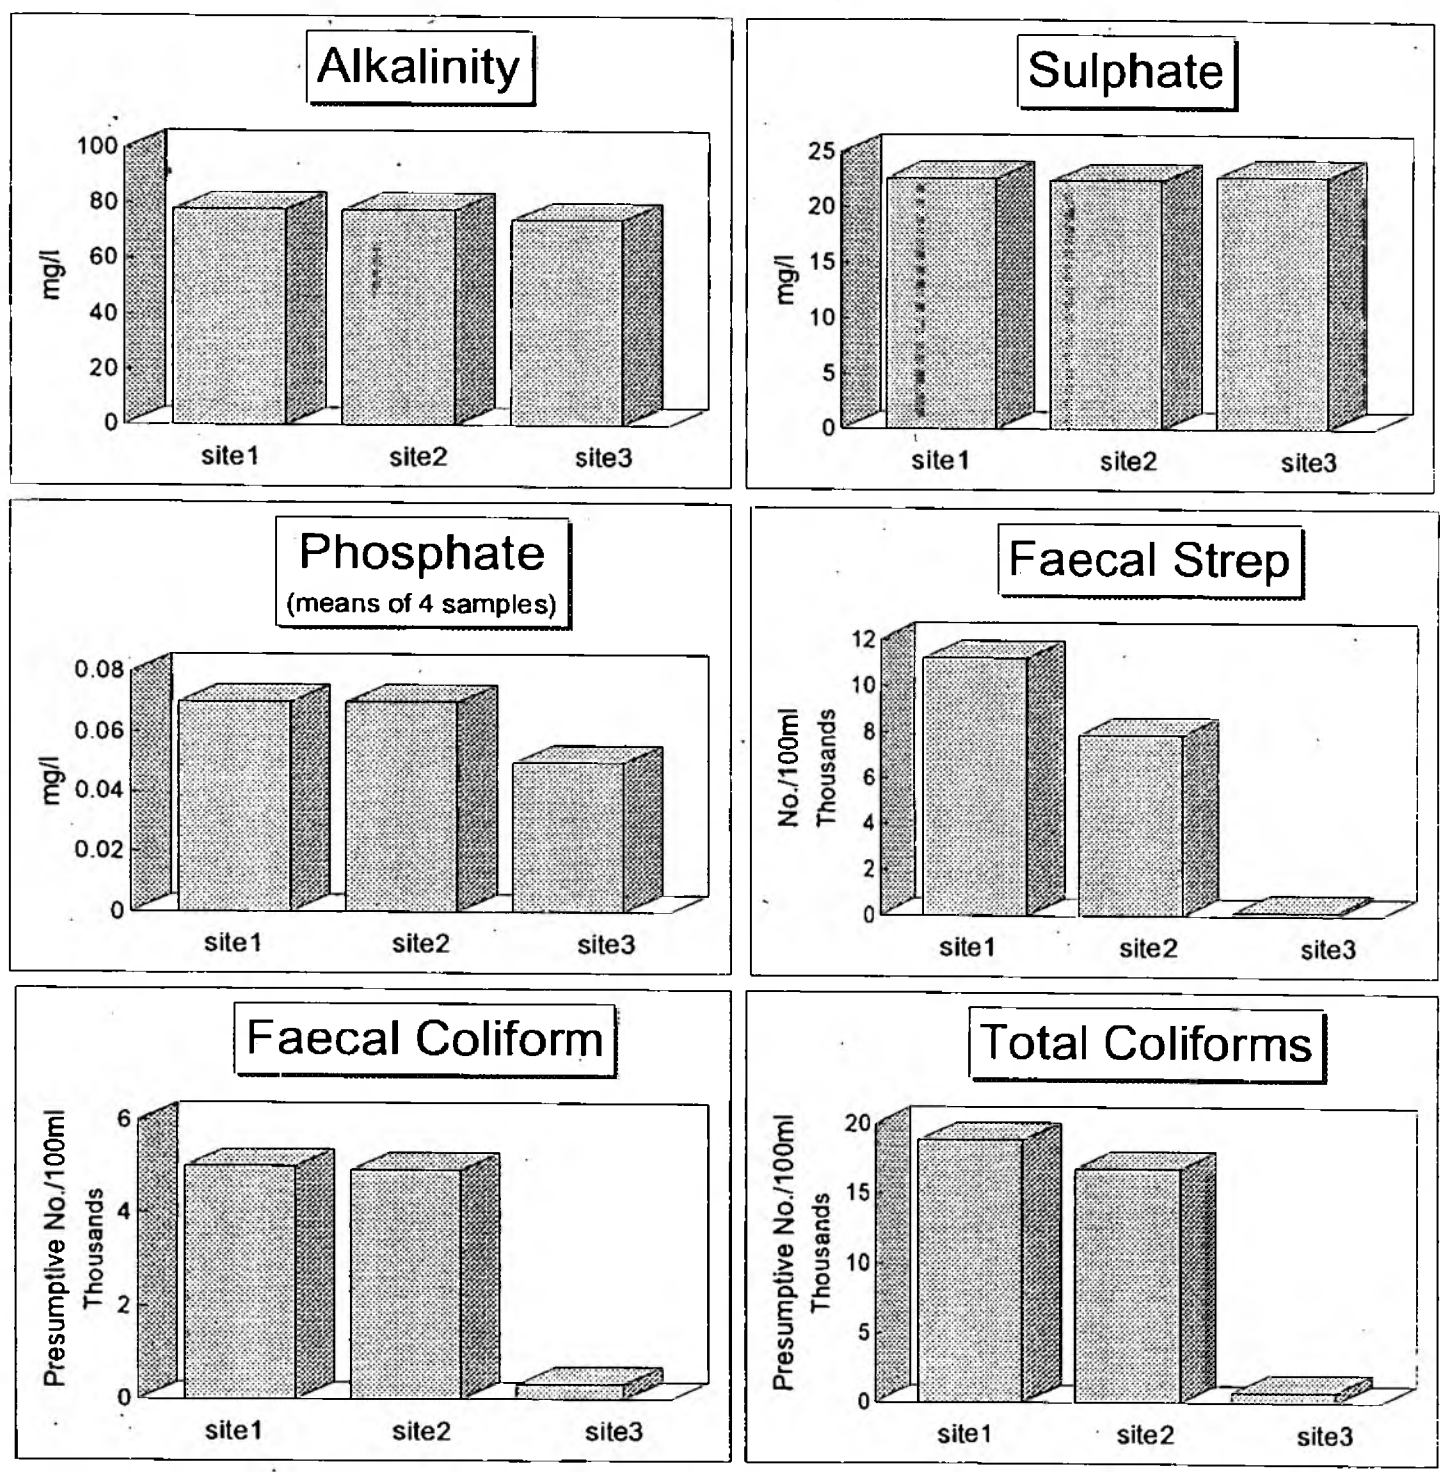 Alkalinity
100
80
60
40
20
0
mg/l
site1 site2 site3
Sulphate
25
20
15
10
5
0
mg/l
site1 site2 site3
Phosphate
(means of 4 samples)
0.08
0.06
0.04
0.02
0
mg/l
site1 site2 site3
Faecal Strep
12
10
8
6
4
2
0
No./100ml
Thousands
site1 site2 site3
Faecal Coliform
6
4
2
0
Presumptive No./100ml
Thousands
site1 site2 site3
Total Coliforms
20
15
10
5
0
Presumptive No./100ml
Thousands
site1 site2 site3